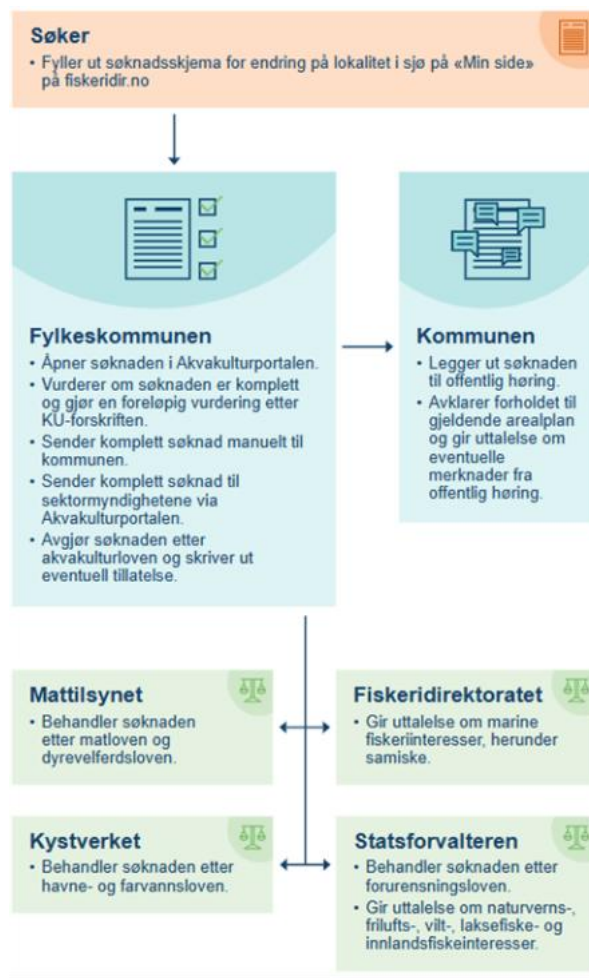 Søker
• Fyller ut søknadsskjema for endring på lokalitet i sjø på «Min side»
på fiskeridir.no
Fylkeskommunen
• Åpner søknaden i Akvakulturportalen.
• Vurderer om søknaden er komplett
og gjør en foreløpig vurdering etter
KU-forskriften.
• Sender komplett søknad manuelt til
kommunen.
• Sender komplett søknad til
sektormyndighetene via
Akvakulturportalen.
• Avgjør søknaden etter
akvakulturloven og skriver ut
eventuell tillatelse.
Kommunen
• Legger ut søknaden
til offentlig høring.
• Avklarer forholdet til
gjeldende arealplan
og gir uttalelse om
eventuelle
merknader fra
offentlig høring.
Mattilsynet
• Behandler søknaden
etter matloven og
dyrevelferdsloven.
Fiskeridirektoratet
• Gir uttalelse om marine
fiskeriinteresser, herunder
samiske.
Kystverket
• Behandler søknaden etter
havne- og farvannsloven.
Statsforvalteren
• Behandler søknaden etter
forurensningsloven.
• Gir uttalelse om naturverns-,
frilufts-, vilt-, laksefiske- og
innlandsfiskeinteresser.